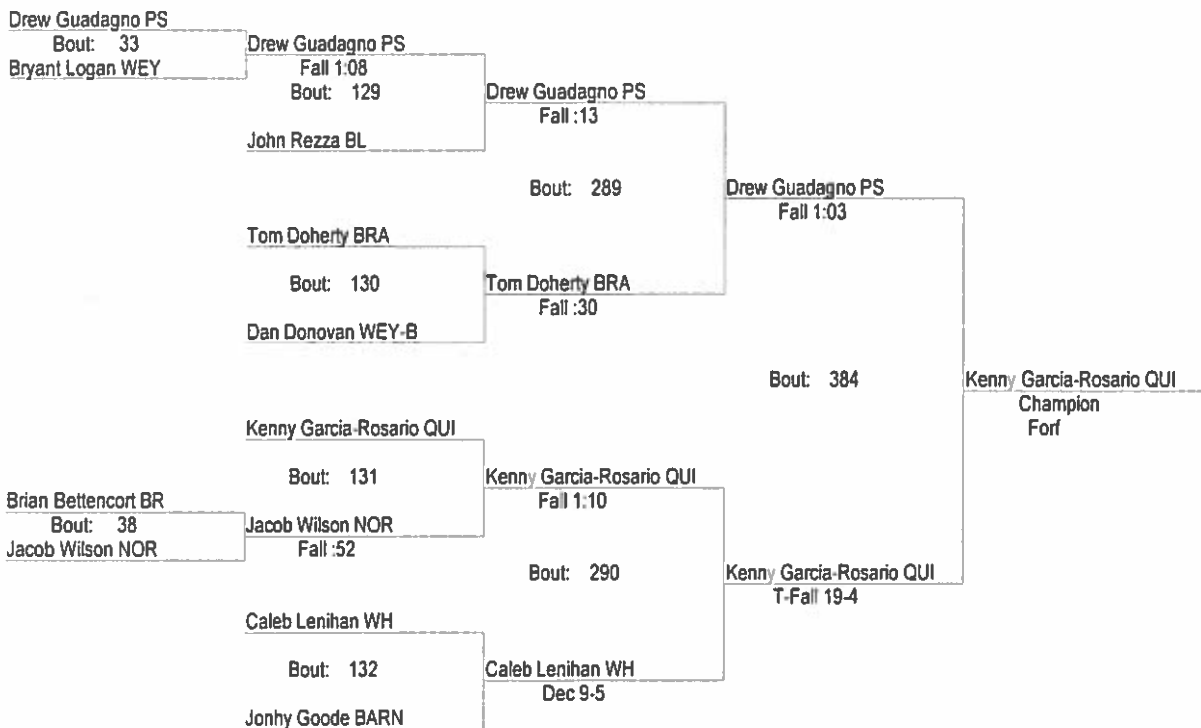 Drew Guadagno PS
Bout: 33
Bryant Logan WEY
Drew Guadagno PS
Fall 1:08
Bout: 129
John Rezza BL
Drew Guadagno PS
Fall :13
Bout: 289
Tom Doherty BRA
Bout: 130
Dan Donovan WEY-B
Tom Doherty BRA
Fall :30
Drew Guadagno PS
Fall 1:03
Bout: 384
Kenny Garcia-Rosario QUI
Champion
Forf
Kenny Garcia-Rosario QUI
Bout: 131
Brian Bettencort BR
Bout: 38
Jacob Wilson NOR
Jacob Wilson NOR
Fall :52
Kenny Garcia-Rosario QUI
Fall 1:10
Bout: 290
Kenny Garcia-Rosario QUI
T-Fall 19-4
Caleb Lenihan WH
Bout: 132
Jonhy Goode BARN
Caleb Lenihan WH
Dec 9-5